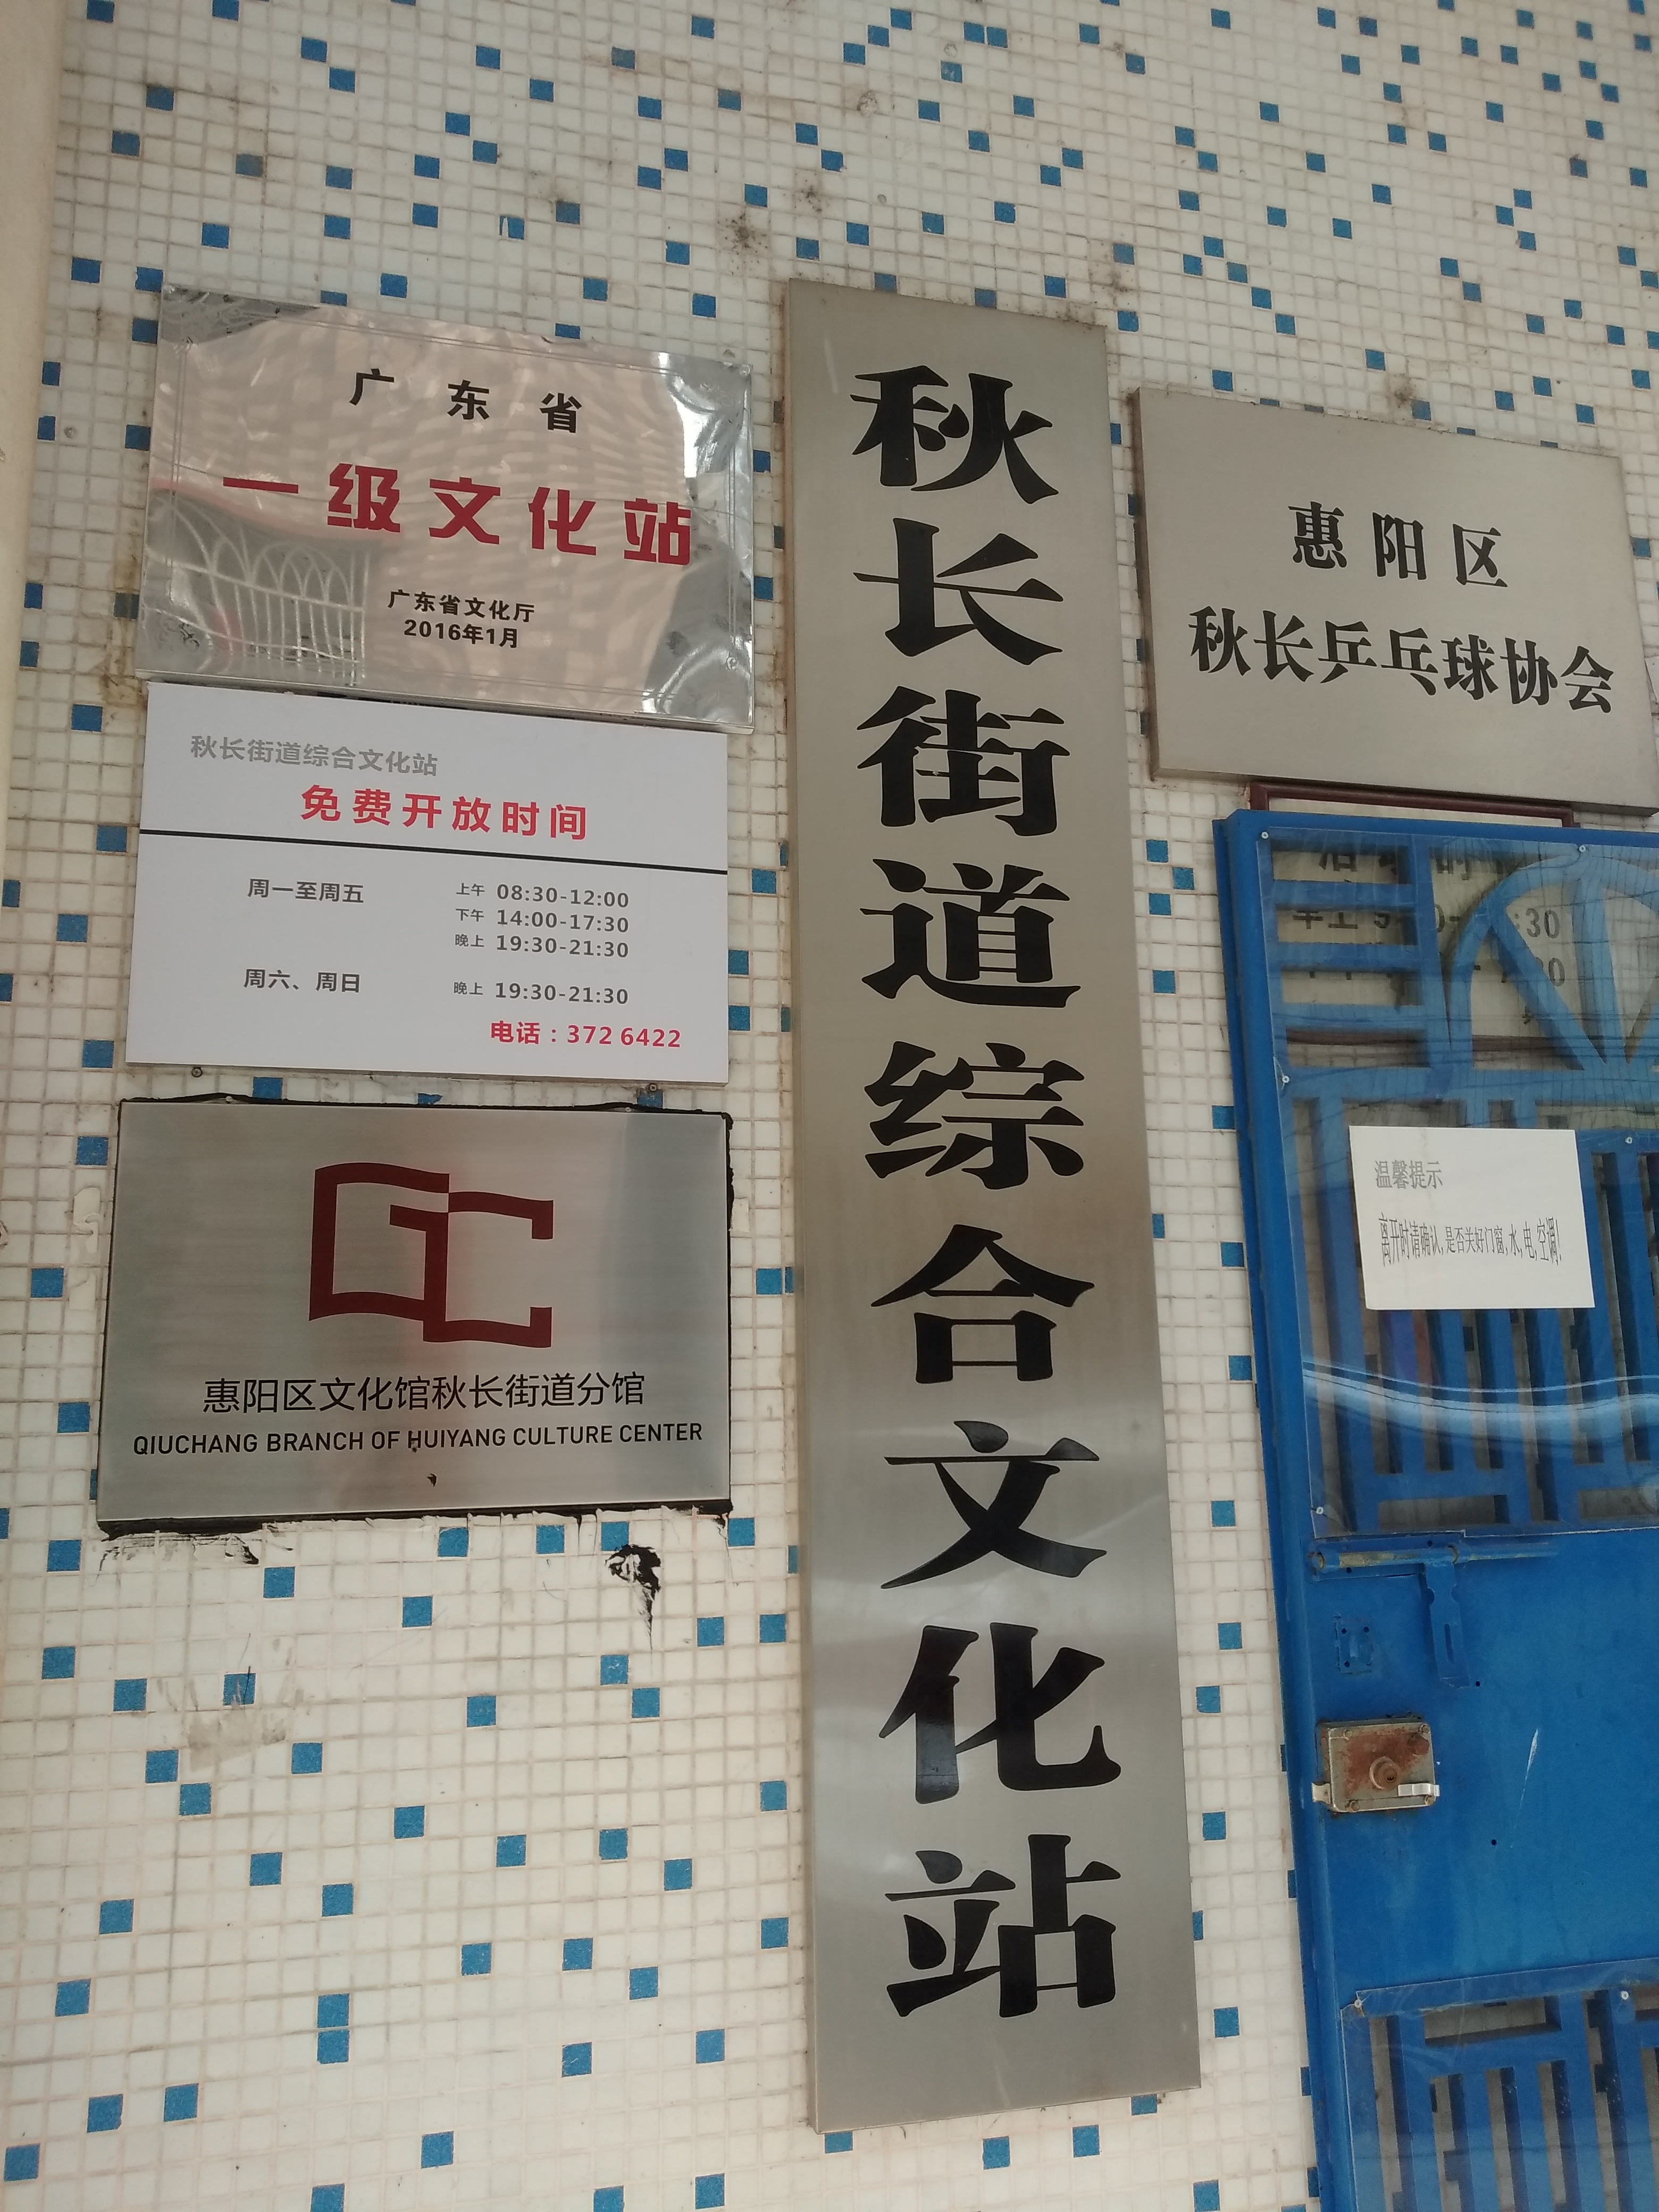 广东省
一级文化站
广东省文化厅
2016年1月
秋长街道综合文化站
免费开放时间
周一至周五 上午 08:30-12:00
下午 14:00-17:30
晚上 19:30-21:30
周六、周日 晚上 19:30-21:30
电话：372 6422
GC
惠阳区文化馆秋长街道分馆
QIUCHANG BRANCH OF HUIYANG CULTURE CENTER
秋长街道综合文化站
惠阳区
秋长乒乓球协会
:30
温馨提示
离开时请确认,是否关好门窗,水,电,空调!